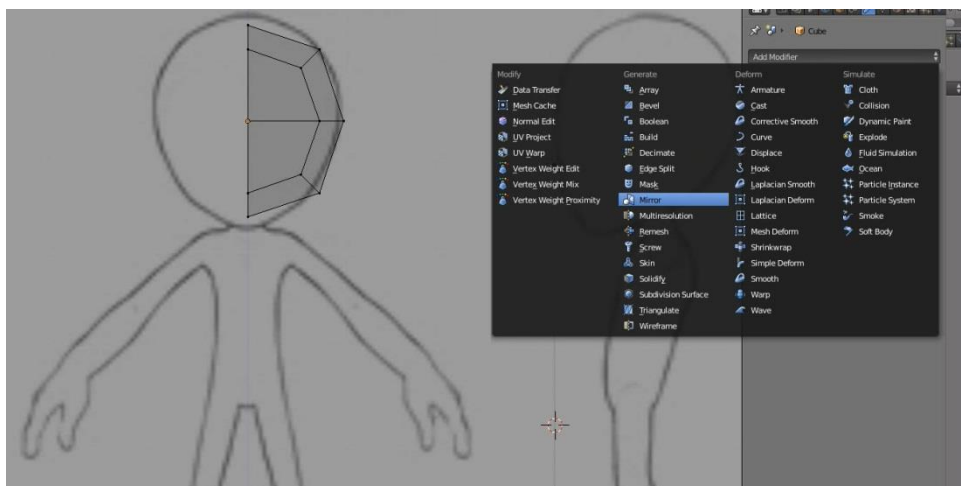 Cube
Add Modifier
Modify
Data Transfer
Mesh Cache
Normal Edit
UV Project
UV Warp
Vertex Weight Edit
Vertex Weight Mix
Vertex Weight Proximity
Generate
Array
Bevel
Boolean
Build
Decimate
Edge Split
Mask
Mirror
Multiresolution
Remesh
Screw
Skin
Solidify
Subdivision Surface
Triangulate
Wireframe
Deform
Armature
Cast
Corrective Smooth
Curve
Displace
Hook
Laplacian Smooth
Laplacian Deform
Lattice
Mesh Deform
Shrinkwrap
Simple Deform
Smooth
Warp
Wave
Simulate
Cloth
Collision
Dynamic Paint
Explode
Fluid Simulation
Ocean
Particle Instance
Particle System
Smoke
Soft Body